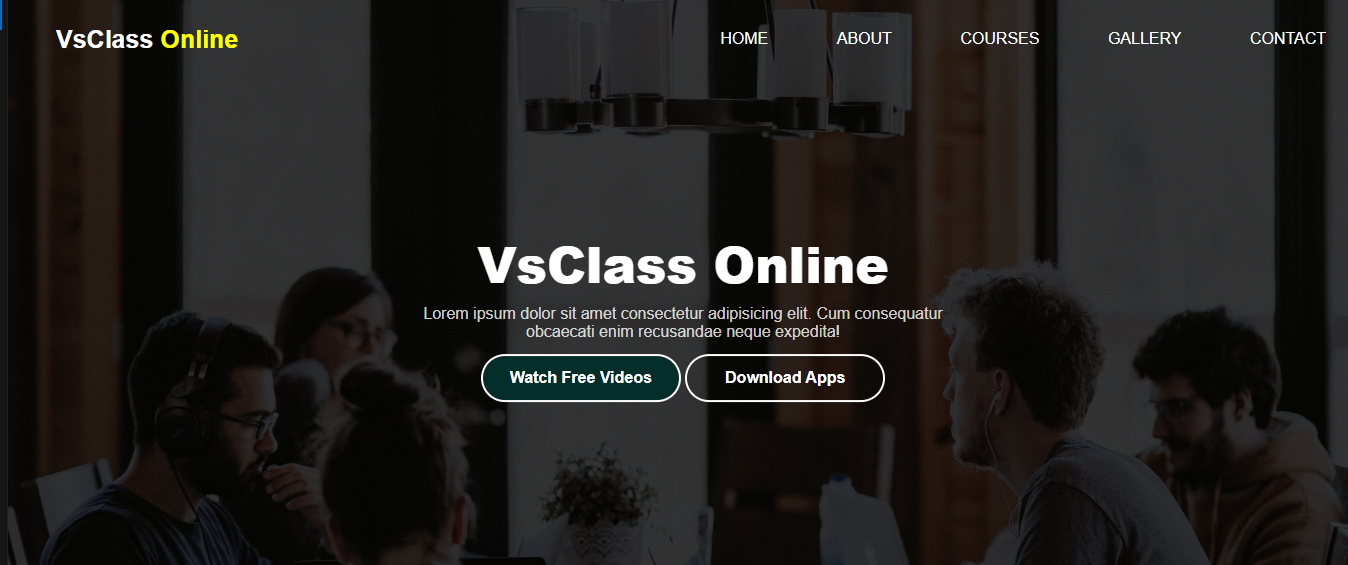 VsClass Online
HOME ABOUT COURSES GALLERY CONTACT
VsClass Online
Lorem ipsum dolor sit amet consectetur adipisicing elit. Cum consequatur
obcaecati enim recusandae neque expedita!
Watch Free Videos
Download Apps